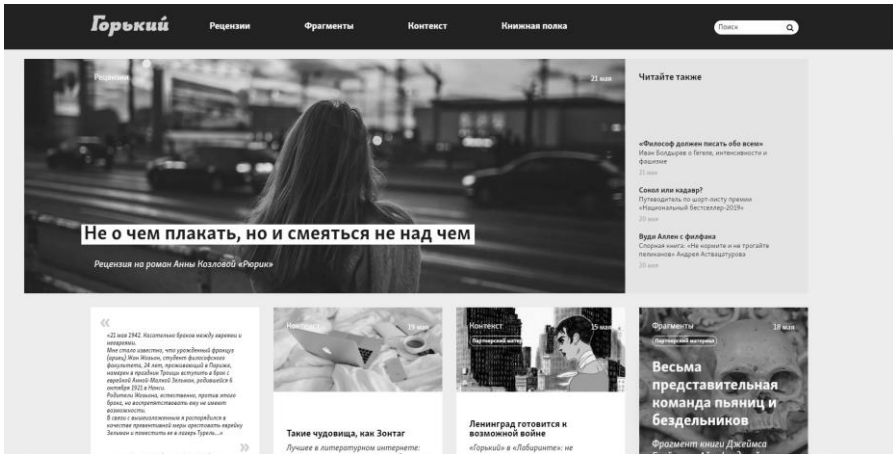 Горький
Рецензии
Фрагменты
Контекст
Книжная полка
Поиск
Рецензии
21 мая
Не о чем плакать, но и смеяться не над чем
Рецензия на роман Анны Козловой «Рюрик»
Читайте также
«Философ должен писать обо всем»
Иван Болдырев о Гегеле, интенсивности и
фашизме
21 мая
Сокол или кадавр?
Путеводитель по шорт-листу премии
«Национальный бестселлер-2019»
20 мая
Вуди Аллен с филфака
Спорная книга: «Не кормите и не трогайте
пеликанов» Андрея Аствацатурова
20 мая
«
«21 мая 1942. Касательно браков между евреями и
неевреями.
Мне стало известно, что урожденный француз
(ариец) Жан Жозьон, студент философского
факультета, 24 лет, проживающий в Париже,
намерен в праздник Троицы вступить в брак с
еврейкой Анной-Малкой Зельман, родившейся 6
октября 1921 в Нанси.
Родители Жозьона, естественно, против этого
брака, но воспрепятствовать ему не имеют
возможности.
В связи с вышеизложенным я распорядился в
качестве превентивной меры арестовать еврейку
Зельман и поместить ее в лагерь Турель...»
»
Контекст
19 мая
Такие чудовища, как Зонтаг
Лучшее в литературном интернете:
Контекст
15 мая
Партнерский материал
Ленинград готовится к
возможной войне
«Горький» в «Лабиринте»: не
Фрагменты
18 мая
Партнерский материал
Весьма
представительная
команда пьяниц и
бездельников
Фрагмент книги Джеймса